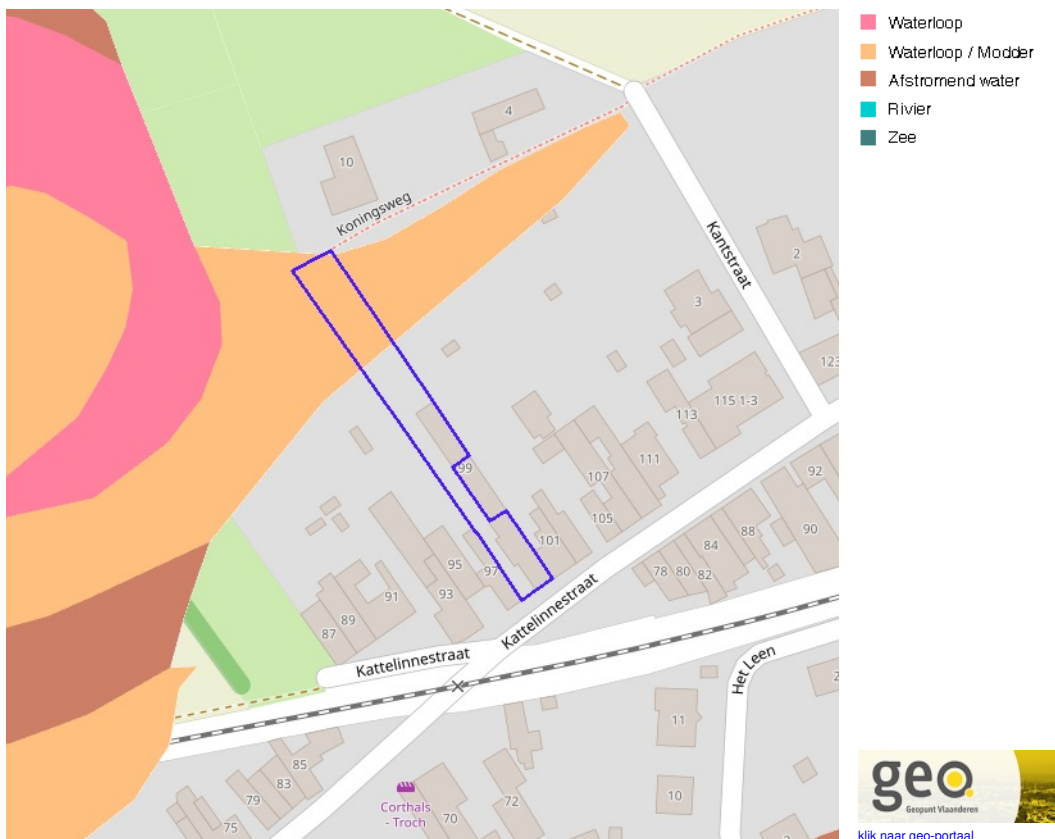 Waterloop
Waterloop / Modder
Afstromend water
Rivier
Zee
4
10
Koningsweg
Kantstraat
2
3
123
115 1-3
113
99
111
107
92
105
101
90
88
84
78
80
82
95
97
91
93
89
87
Kattelinnestraat
Kattelinnestraat
Het Leen
2
11
85
83
79
75
Corthals
- Troch
70
72
10
geo
Geopunt Vlaanderen
klik naar geo-portaal